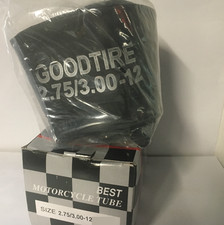 GOODTIRE
2.75/3.00-12
BEST
MOTORCYCLE TUBE
SIZE 2.75/3.00-12